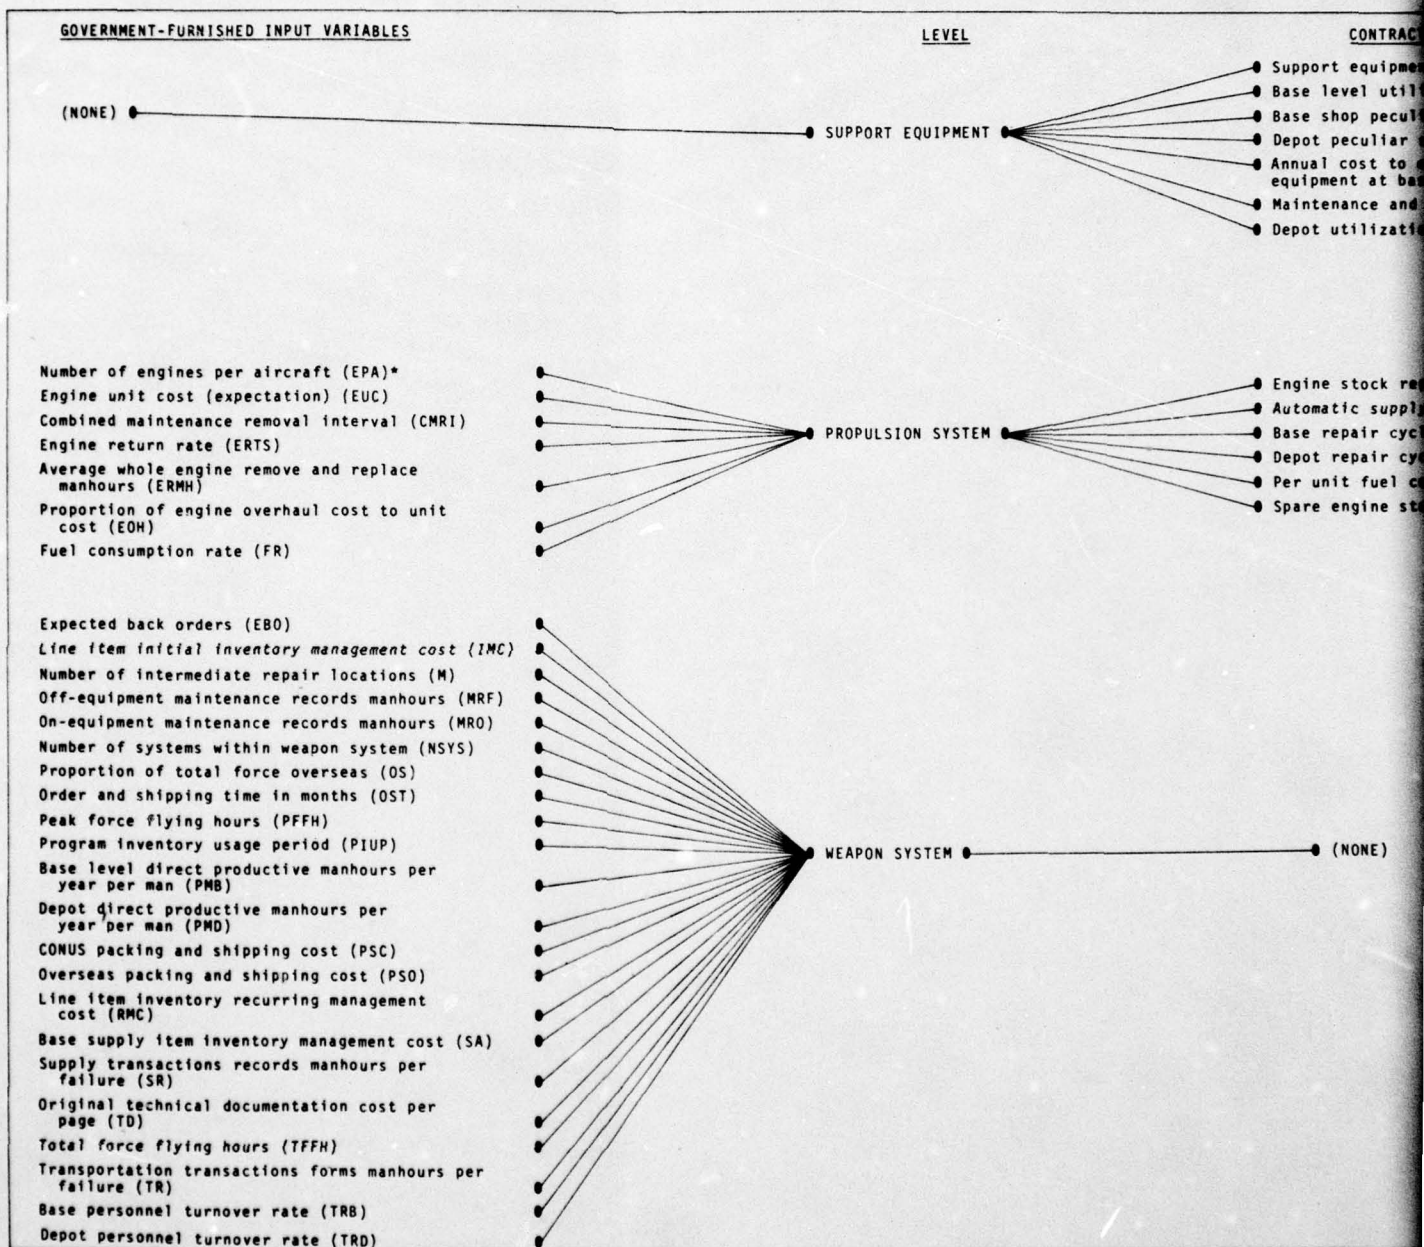 GOVERNMENT-FURNISHED INPUT VARIABLES
(NONE)
Number of engines per aircraft (EPA)*
Engine unit cost (expectation) (EUC)
Combined maintenance removal interval (CMRI)
Engine return rate (ERTS)
Average whole engine remove and replace
manhours (ERMH)
Proportion of engine overhaul cost to unit
cost (EOH)
Fuel consumption rate (FR)
Expected back orders (EBO)
Line item initial inventory management cost (IMC)
Number of intermediate repair locations (M)
Off-equipment maintenance records manhours (MRF)
On-equipment maintenance records manhours (MRO)
Number of systems within weapon system (NSYS)
Proportion of total force overseas (OS)
Order and shipping time in months (OST)
Peak force flying hours (PFFH)
Program inventory usage period (PIUP)
Base level direct productive manhours per
year per man (PMB)
Depot direct productive manhours per
year per man (PMD)
CONUS packing and shipping cost (PSC)
Overseas packing and shipping cost (PSO)
Line item inventory recurring management
cost (RMC)
Base supply item inventory management cost (SA)
Supply transactions records manhours per
failure (SR)
Original technical documentation cost per
page (TD)
Total force flying hours (TFFH)
Transportation transactions forms manhours per
failure (TR)
Base personnel turnover rate (TRB)
Depot personnel turnover rate (TRD)
LEVEL
SUPPORT EQUIPMENT
PROPULSION SYSTEM
WEAPON SYSTEM
Support
Base level
Base shop
Depot peculiar
Annual cost to
equipment at
Maintenance and
Depot
Engine stock
Automatic
Base repair
Depot repair
Per unit fuel
Spare engine
(NONE)